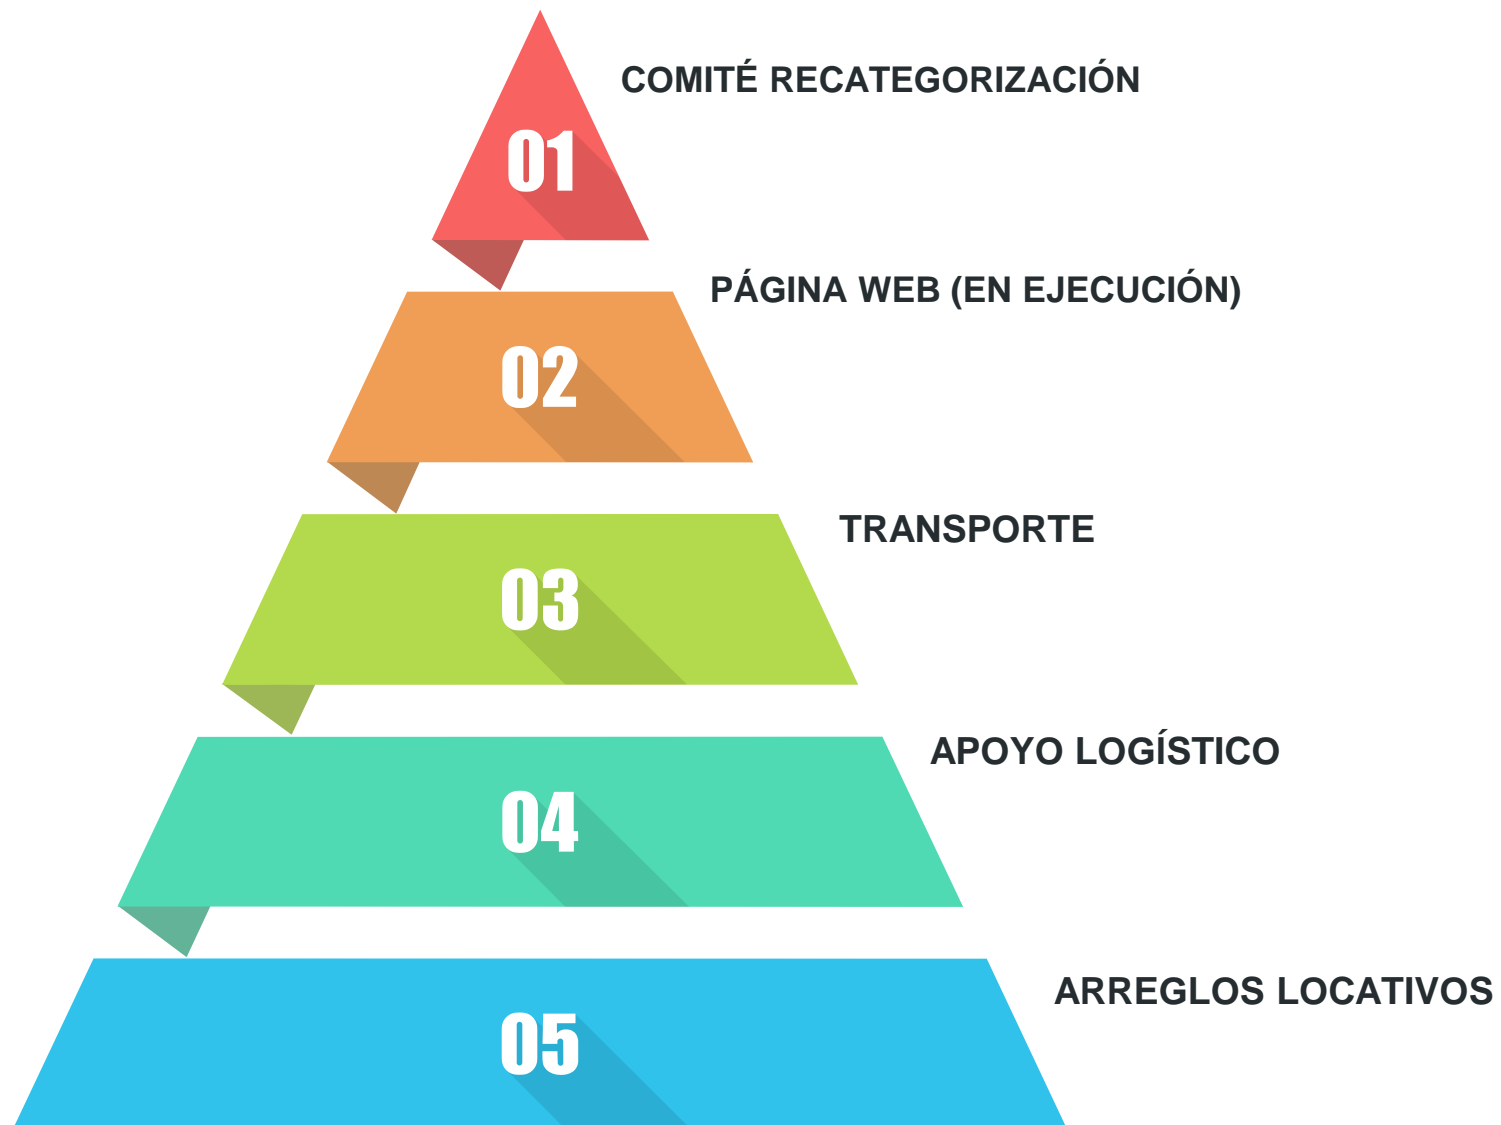 COMITÉ RECATEGORIZACIÓN
01
PÁGINA WEB (EN EJECUCIÓN)
02
TRANSPORTE
03
APOYO LOGÍSTICO
04
ARREGLOS LOCATIVOS
05